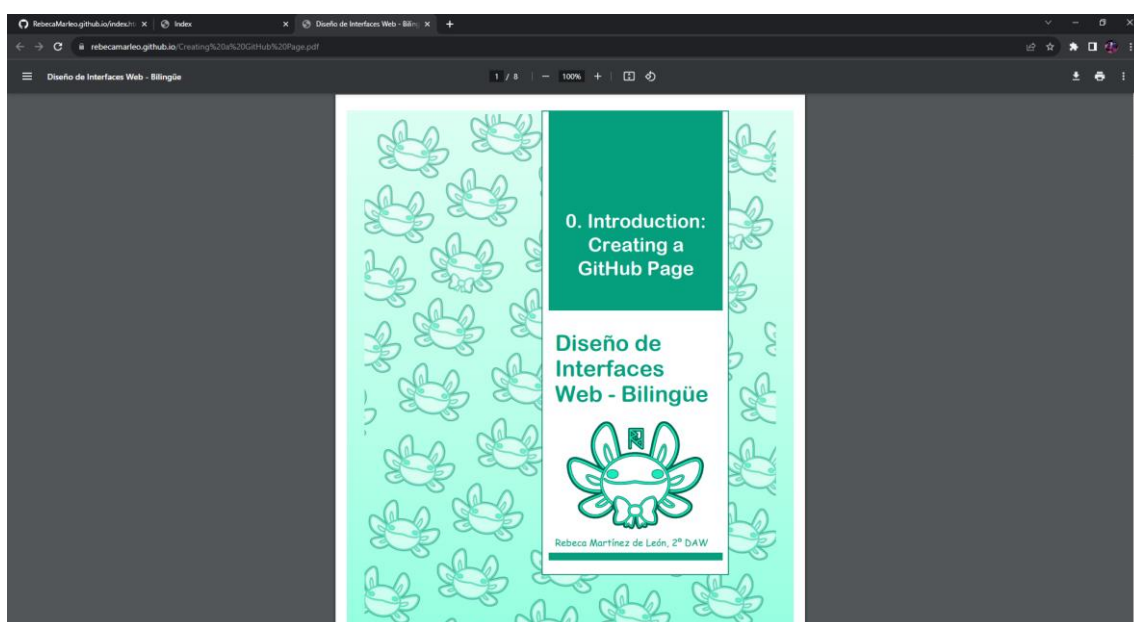 RebecaMarleo.github.io/index.ht
Index
Diseño de Interfaces Web - Biling
rebecamarleo.github.io/Creating%20a%20GitHub%20Page.pdf
Diseño de Interfaces Web - Bilingüe
1 / 8
100%
0. Introduction:
Creating a
GitHub Page
Diseño de
Interfaces
Web - Bilingüe
Rebeca Martínez de León, 2º DAW